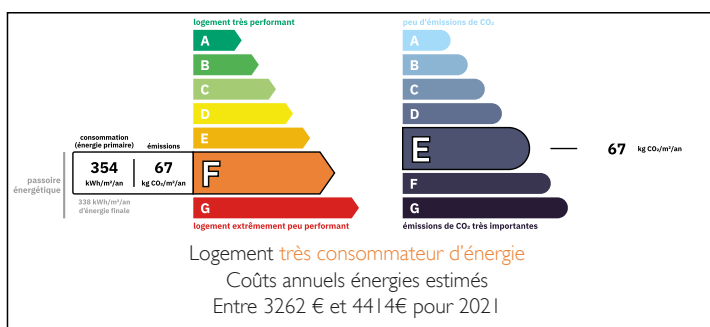 logement très performant
A
B
C
D
E
consommation
(énergie primaire)
émissions
passoire
énergétique
354
kWh/m²/an
67
kg CO₂/m²/an
F
338 kWh/m²/an
d'énergie finale
G
logement extrêmement peu performant
peu d'émissions de CO₂
A
B
C
D
E
67 kg CO₂/m²/an
F
G
émissions de CO₂ très importantes
Logement très consommateur d'énergie
Coûts annuels énergies estimés
Entre 3262 € et 4414€ pour 2021